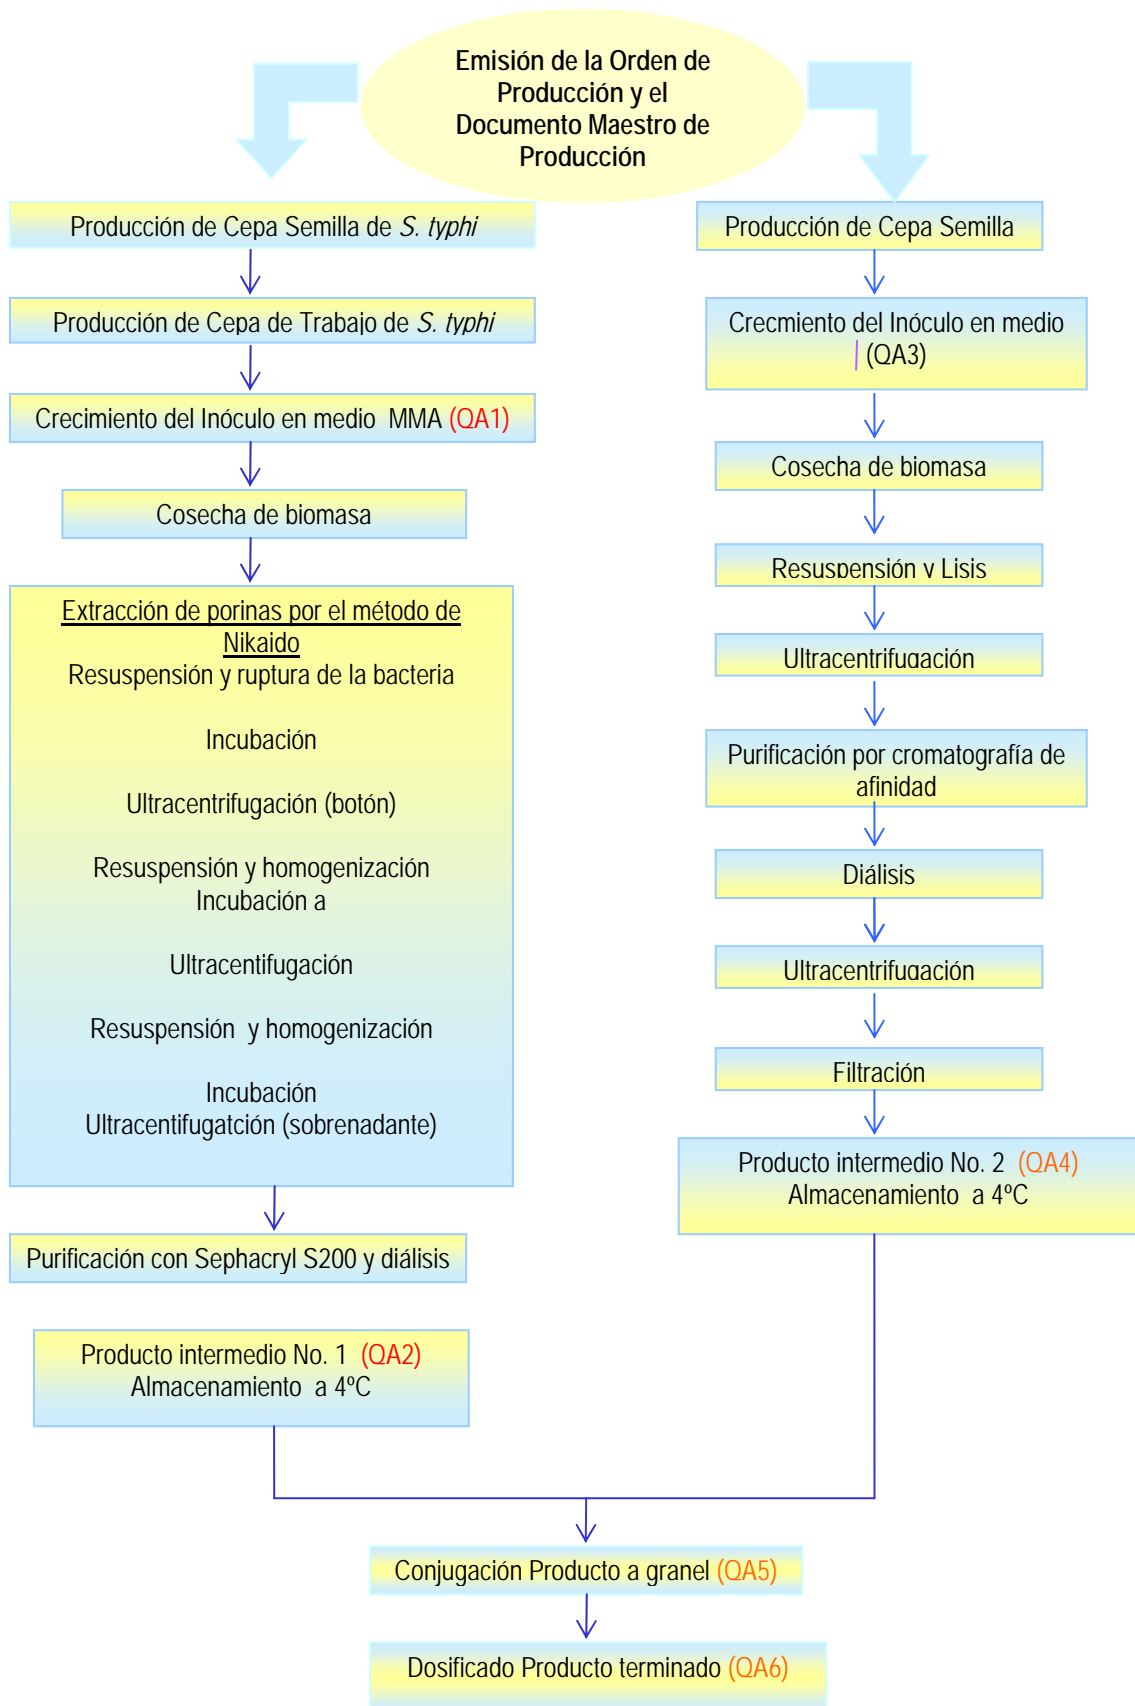 Emisión de la Orden de
Producción y el
Documento Maestro de
Producción
Producción de Cepa Semilla de S. typhi
Producción de Cepa de Trabajo de S. typhi
Crecimiento del Inóculo en medio MMA (QA1)
Cosecha de biomasa
Extracción de porinas por el método de
Nikaido
Resuspensión y ruptura de la bacteria
Incubación
Ultracentrifugación (botón)
Resuspensión y homogenización
Incubación a
Ultracentifugación
Resuspensión y homogenización
Incubación
Ultracentifugatción (sobrenadante)
Purificación con Sephacryl S200 y diálisis
Producto intermedio No. 1 (QA2)
Almacenamiento a 4ºC
Producción de Cepa Semilla
Crecmiento del Inóculo en medio
(QA3)
Cosecha de biomasa
Resuspensión y Lisis
Ultracentrifugación
Purificación por cromatografía de
afinidad
Diálisis
Ultracentrifugación
Filtración
Producto intermedio No. 2 (QA4)
Almacenamiento a 4ºC
Conjugación Producto a granel (QA5)
Dosificado Producto terminado (QA6)